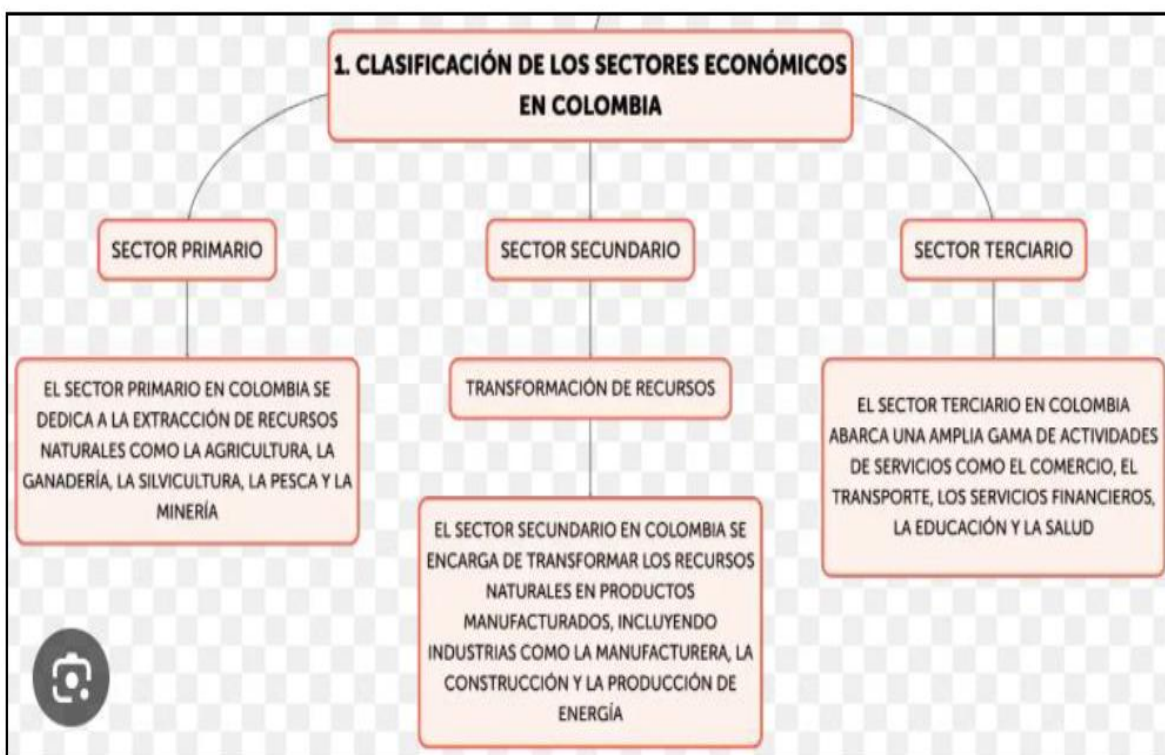 1. CLASIFICACIÓN DE LOS SECTORES ECONÓMICOS
EN COLOMBIA
SECTOR PRIMARIO
SECTOR SECUNDARIO
SECTOR TERCIARIO
EL SECTOR PRIMARIO EN COLOMBIA SE
DEDICA A LA EXTRACCIÓN DE RECURSOS
NATURALES COMO LA AGRICULTURA, LA
GANADERÍA, LA SILVICULTURA, LA PESCA Y LA
MINERÍA
TRANSFORMACIÓN DE RECURSOS
EL SECTOR SECUNDARIO EN COLOMBIA SE
ENCARGA DE TRANSFORMAR LOS RECURSOS
NATURALES EN PRODUCTOS
MANUFACTURADOS, INCLUYENDO
INDUSTRIAS COMO LA MANUFACTURERA, LA
CONSTRUCCIÓN Y LA PRODUCCIÓN DE
ENERGÍA
EL SECTOR TERCIARIO EN COLOMBIA
ABARCA UNA AMPLIA GAMA DE ACTIVIDADES
DE SERVICIOS COMO EL COMERCIO, EL
TRANSPORTE, LOS SERVICIOS FINANCIEROS,
LA EDUCACIÓN Y LA SALUD